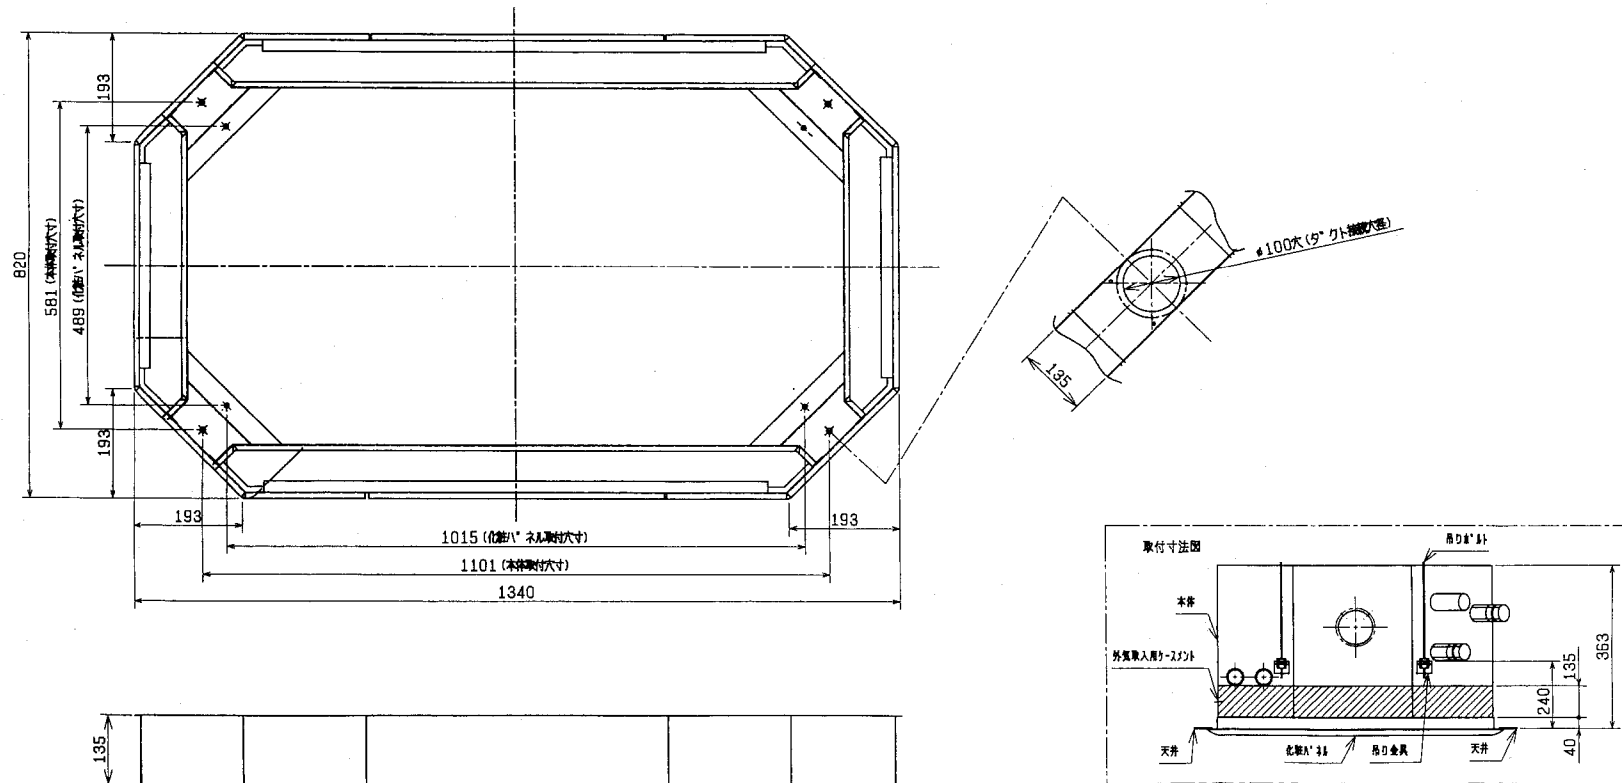 193
820
581 (本体取付穴寸)
489 (化粧パネル取付穴寸)
193
193
193
1015 (化粧パネル取付穴寸)
1101 (本体取付穴寸)
1340
135
φ100穴 (ダクト接続穴径)
135
取付寸法図
吊りボルト
本体
外気取入用ケースメント
363
135
240
40
天井
化粧パネル
吊り金具
天井